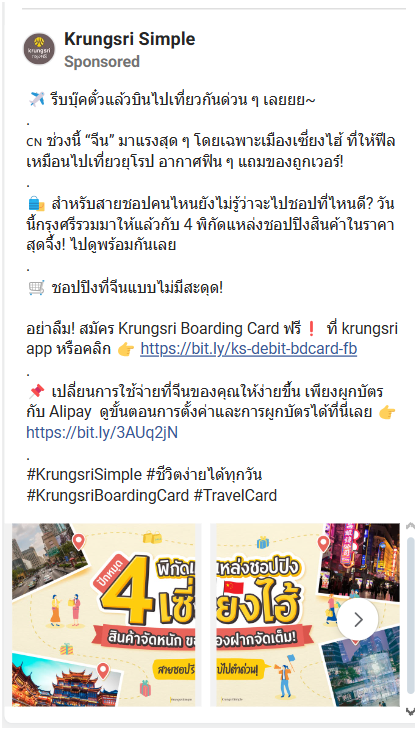 Krungsri Simple
krungsri
กรุงศรี
Sponsored
✈️ รีบบุ๊คตั๋วแล้วบินไปเที่ยวกันด่วน ๆ เลยยย~
.
CN ช่วงนี้ “จีน” มาแรงสุด ๆ โดยเฉพาะเมืองเซี่ยงไฮ้ ที่ให้ฟีล
เหมือนไปเที่ยวยุโรป อากาศฟิน ๆ แถมของถูกเวอร์!
.
🛍️ สำหรับสายชอปคนไหนยังไม่รู้ว่าจะไปชอปที่ไหนดี? วัน
นี้กรุงศรีรวมมาให้แล้วกับ 4 พิกัดแหล่งชอปปิงสินค้าในราคา
สุดจึ้ง! ไปดูพร้อมกันเลย
.
🛒 ชอปปิงที่จีนแบบไม่มีสะดุด!
อย่าลืม! สมัคร Krungsri Boarding Card ฟรี❗ ที่ krungsri
app หรือคลิก 👉 https://bit.ly/ks-debit-bdcard-fb
.
📌 เปลี่ยนการใช้จ่ายที่จีนของคุณให้ง่ายขึ้น เพียงผูกบัตร
กับ Alipay ดูขั้นตอนการตั้งค่าและการผูกบัตรได้ที่นี่เลย 👉
https://bit.ly/3AUq2jN
.
#KrungsriSimple #ชีวิตง่ายได้ทุกวัน
#KrungsriBoardingCard #TravelCard
ปักหมุด
4
พิกัดแ
เซี่
สินค้าจัดหนัก ขอ
สายชอปริ
หล่งชอปปิง
ยงไฮ้
องฝากจัดเต็ม!
บไปตำด่วน!